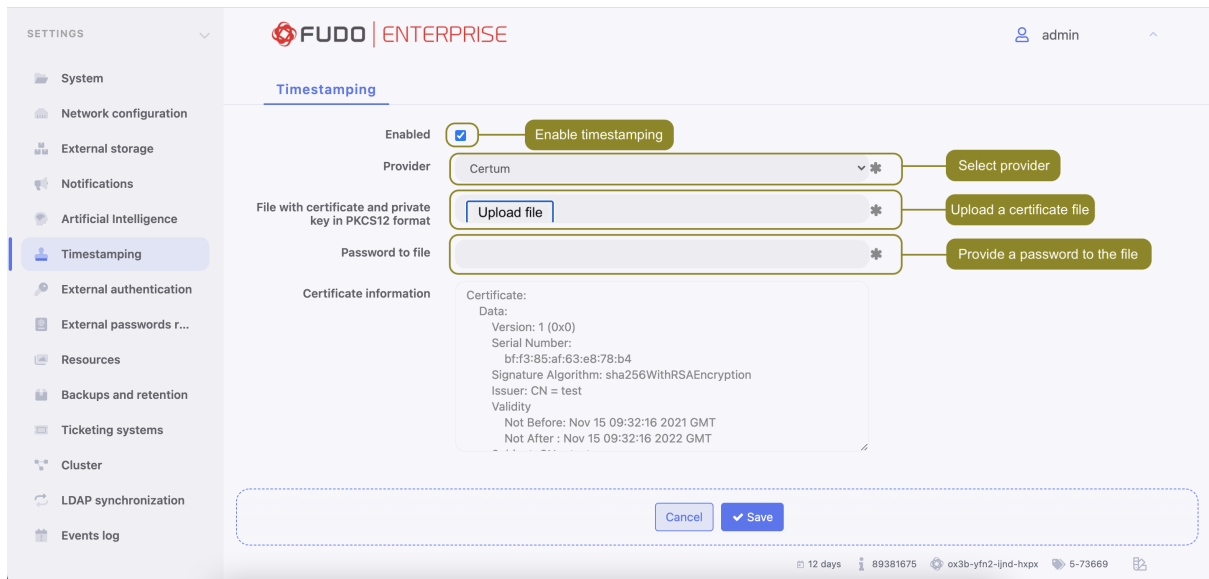 SETTINGS
System
Network configuration
External storage
Notifications
Artificial Intelligence
Timestamping
External authentication
External passwords r...
Resources
Backups and retention
Ticketing systems
Cluster
LDAP synchronization
Events log
FUDO ENTERPRISE
admin
Timestamping
Enabled
Enable timestamping
Provider
Certum
Select provider
File with certificate and private
key in PKCS12 format
Upload file
Upload a certificate file
Password to file
Provide a password to the file
Certificate information
Certificate:
Data:
Version: 1 (0x0)
Serial Number:
bf:f3:85:af:63:e8:78:b4
Signature Algorithm: sha256WithRSAEncryption
Issuer: CN = test
Validity
Not Before: Nov 15 09:32:16 2021 GMT
Not After : Nov 15 09:32:16 2022 GMT
Cancel
Save
12 days
89381675
ox3b-yfn2-ijnd-hxpx
5-73669